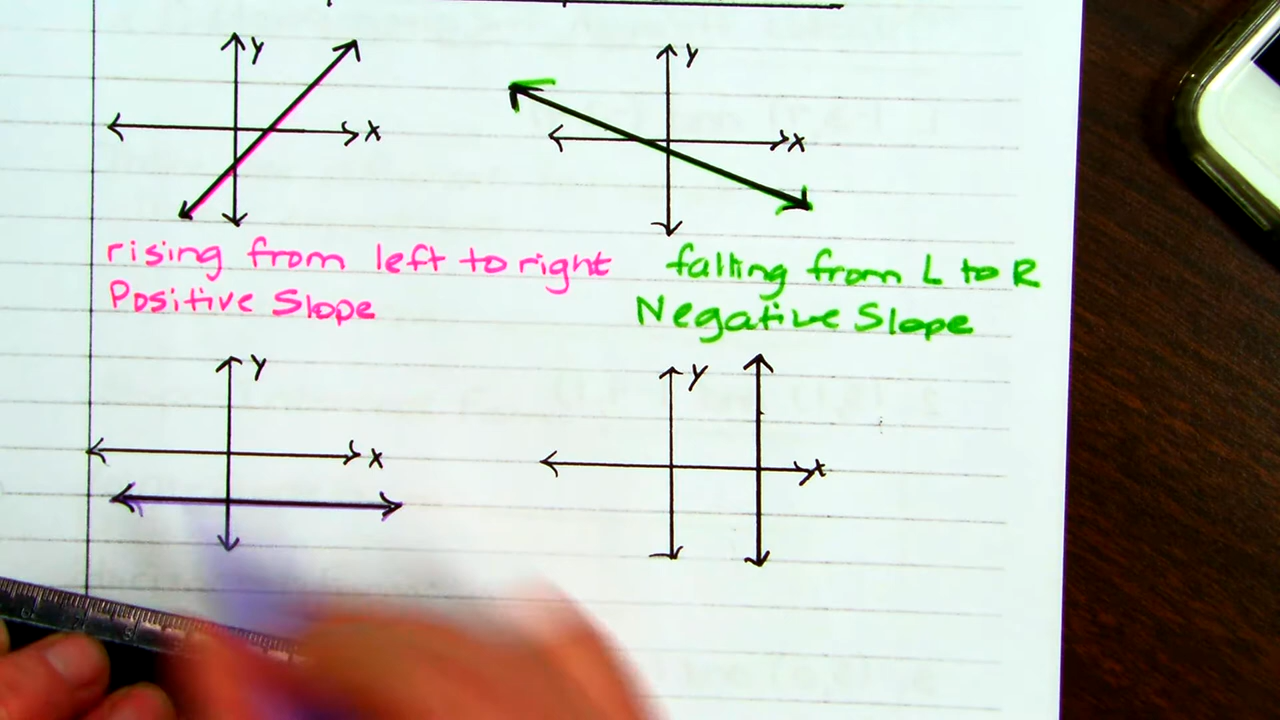 y
y
x
x
rising from left to right
falling from L to R
Positive Slope
Negative Slope
y
y
x
x